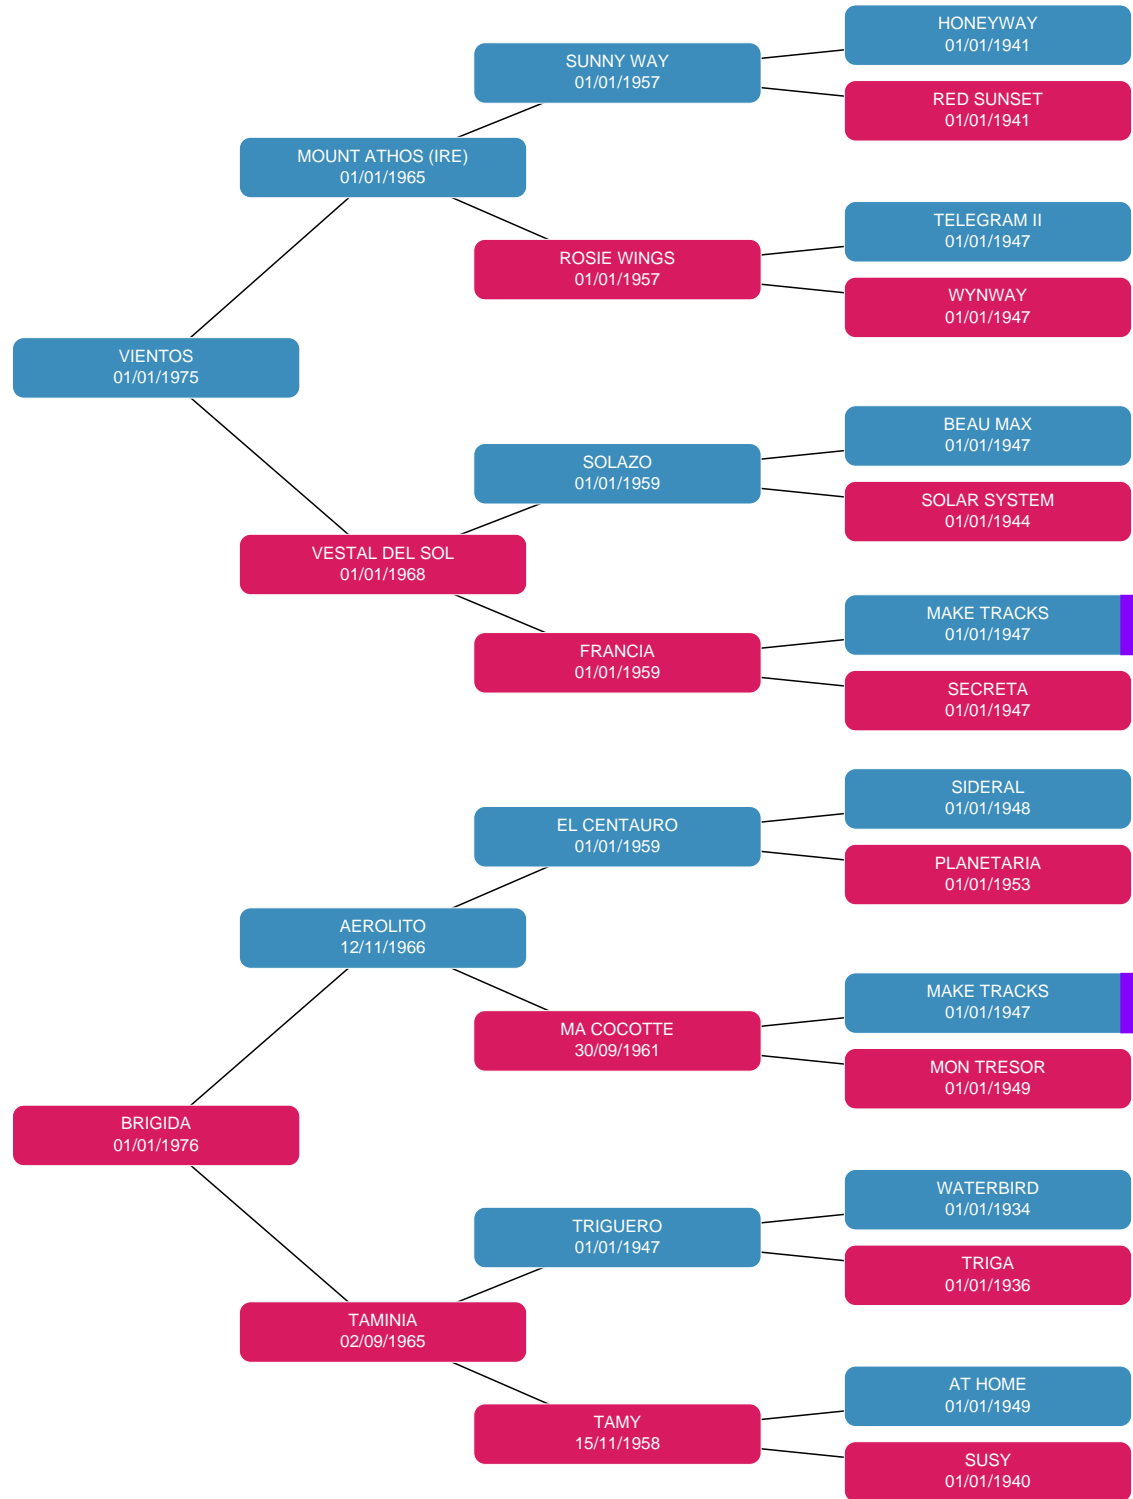 HONEYWAY
01/01/1941
SUNNY WAY
01/01/1957
RED SUNSET
01/01/1941
MOUNT ATHOS (IRE)
01/01/1965
TELEGRAM II
01/01/1947
ROSIE WINGS
01/01/1957
WYNWAY
01/01/1947
VIENTOS
01/01/1975
BEAU MAX
01/01/1947
SOLAZO
01/01/1959
SOLAR SYSTEM
01/01/1944
VESTAL DEL SOL
01/01/1968
MAKE TRACKS
01/01/1947
FRANCIA
01/01/1959
SECRETA
01/01/1947
SIDERAL
01/01/1948
EL CENTAURO
01/01/1959
PLANETARIA
01/01/1953
AEROLITO
12/11/1966
MAKE TRACKS
01/01/1947
MA COCOTTE
30/09/1961
MON TRESOR
01/01/1949
BRIGIDA
01/01/1976
WATERBIRD
01/01/1934
TRIGUERO
01/01/1947
TRIGA
01/01/1936
TAMINIA
02/09/1965
AT HOME
01/01/1949
TAMY
15/11/1958
SUSY
01/01/1940